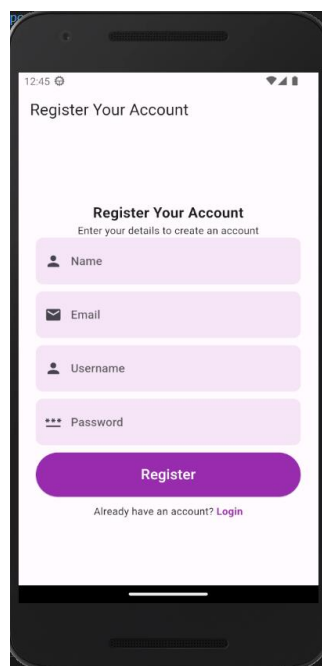 12:45
Register Your Account
Register Your Account
Enter your details to create an account
Name
Email
Username
*** Password
Register
Already have an account? Login